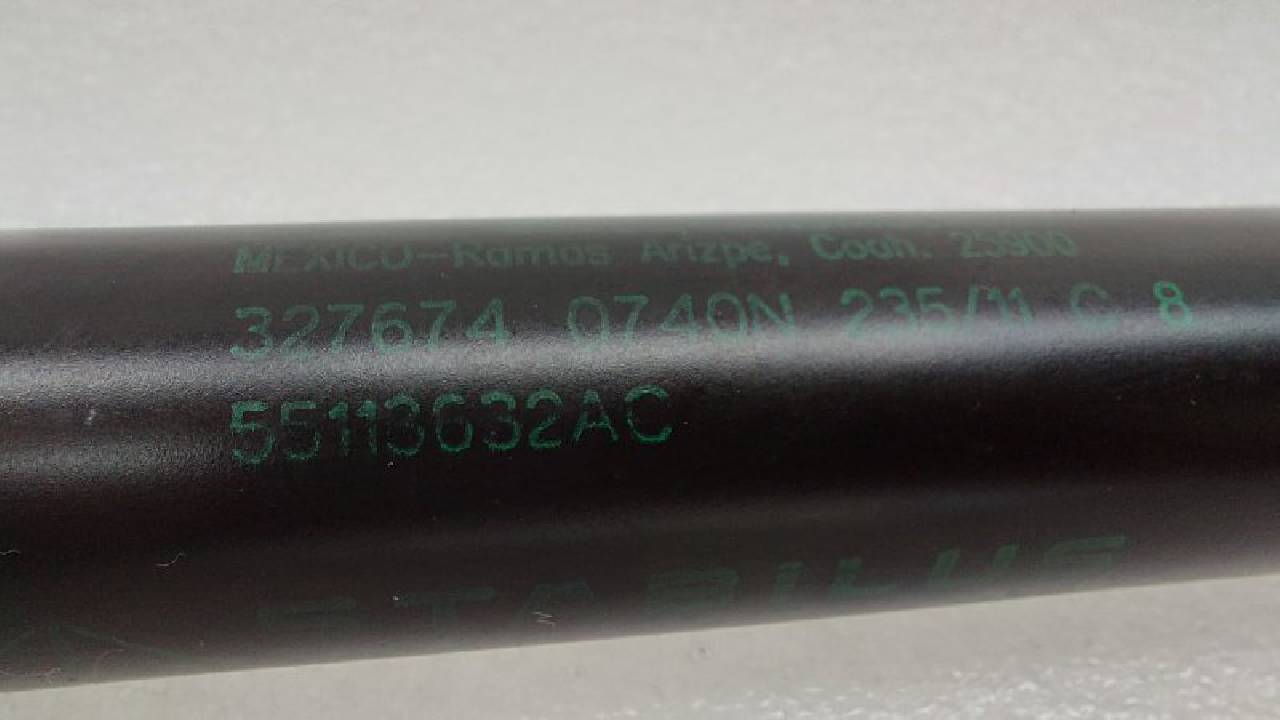 MEXICO-Ramos Arizpe, Coah. 25900
327674 0740N 235/11 C 8
55113632AC
STABILUS